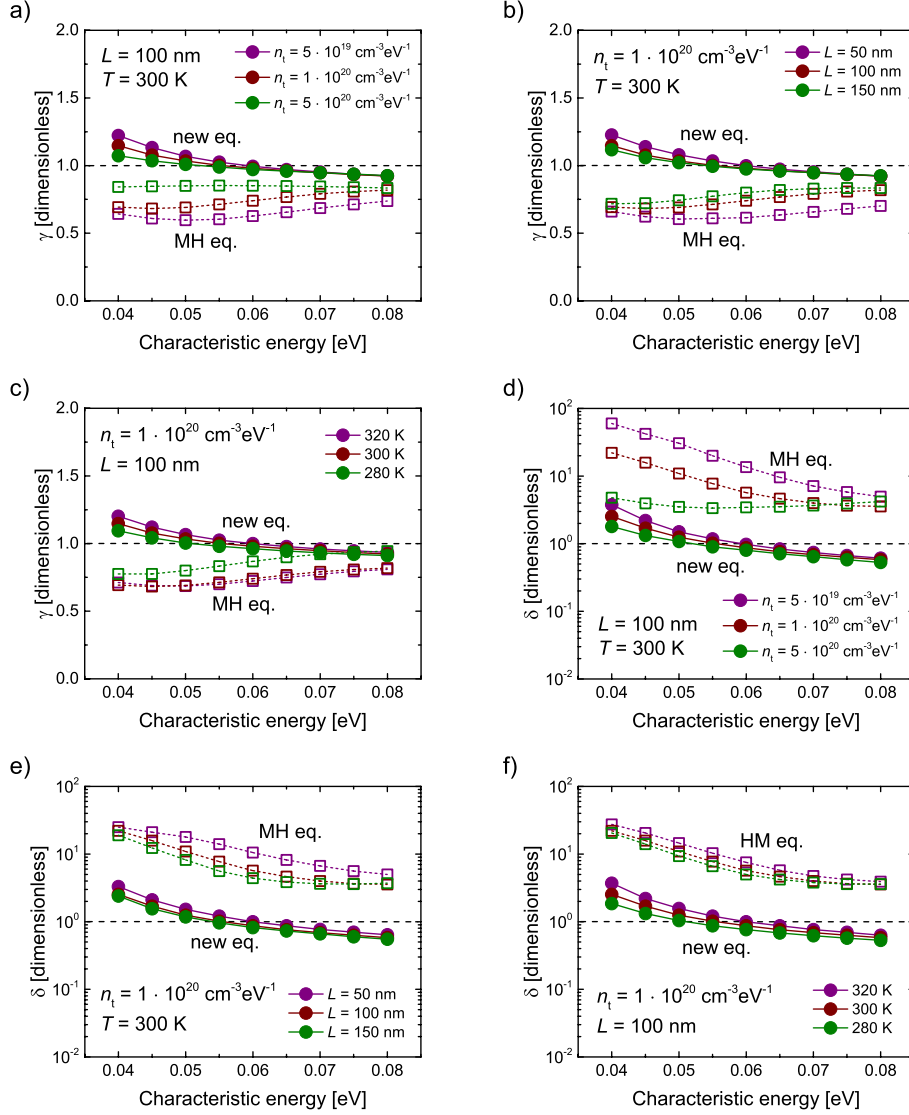 a)
L = 100 nm
T = 300 K
nt = 5 · 10^19 cm^-3eV^-1
nt = 1 · 10^20 cm^-3eV^-1
nt = 5 · 10^20 cm^-3eV^-1
new eq.
MH eq.
γ [dimensionless]
2.0
1.5
1.0
0.5
0.0
0.04 0.05 0.06 0.07 0.08
Characteristic energy [eV]
b)
nt = 1 · 10^20 cm^-3eV^-1
T = 300 K
L = 50 nm
L = 100 nm
L = 150 nm
new eq.
MH eq.
γ [dimensionless]
2.0
1.5
1.0
0.5
0.0
0.04 0.05 0.06 0.07 0.08
Characteristic energy [eV]
c)
nt = 1 · 10^20 cm^-3eV^-1
L = 100 nm
320 K
300 K
280 K
new eq.
MH eq.
γ [dimensionless]
2.0
1.5
1.0
0.5
0.0
0.04 0.05 0.06 0.07 0.08
Characteristic energy [eV]
d)
MH eq.
new eq.
L = 100 nm
T = 300 K
nt = 5 · 10^19 cm^-3eV^-1
nt = 1 · 10^20 cm^-3eV^-1
nt = 5 · 10^20 cm^-3eV^-1
δ [dimensionless]
10^2
10^1
10^0
10^-1
10^-2
0.04 0.05 0.06 0.07 0.08
Characteristic energy [eV]
e)
MH eq.
new eq.
nt = 1 · 10^20 cm^-3eV^-1
T = 300 K
L = 50 nm
L = 100 nm
L = 150 nm
δ [dimensionless]
10^2
10^1
10^0
10^-1
10^-2
0.04 0.05 0.06 0.07 0.08
Characteristic energy [eV]
f)
HM eq.
new eq.
nt = 1 · 10^20 cm^-3eV^-1
L = 100 nm
320 K
300 K
280 K
δ [dimensionless]
10^2
10^1
10^0
10^-1
10^-2
0.04 0.05 0.06 0.07 0.08
Characteristic energy [eV]